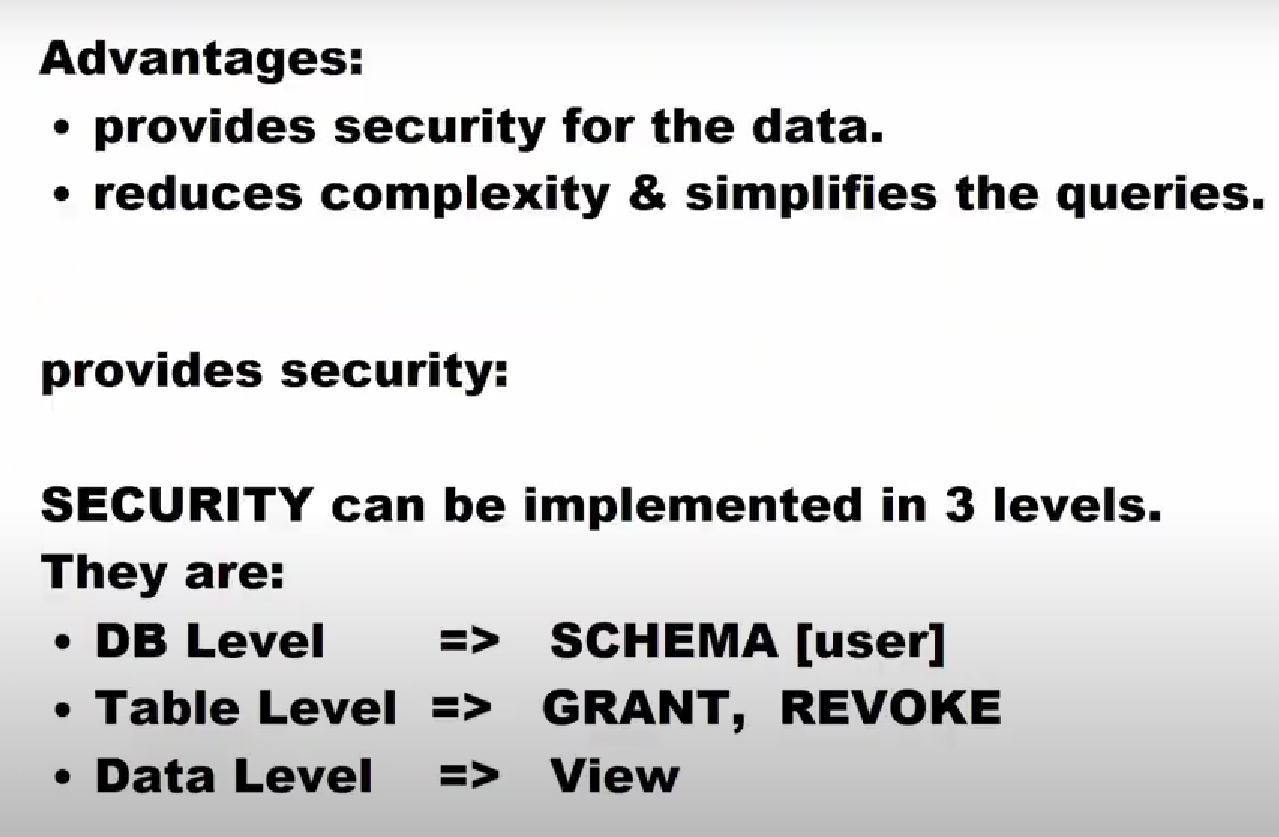 Advantages:
• provides security for the data.
• reduces complexity & simplifies the queries.
provides security:
SECURITY can be implemented in 3 levels.
They are:
• DB Level => SCHEMA [user]
• Table Level => GRANT, REVOKE
• Data Level => View